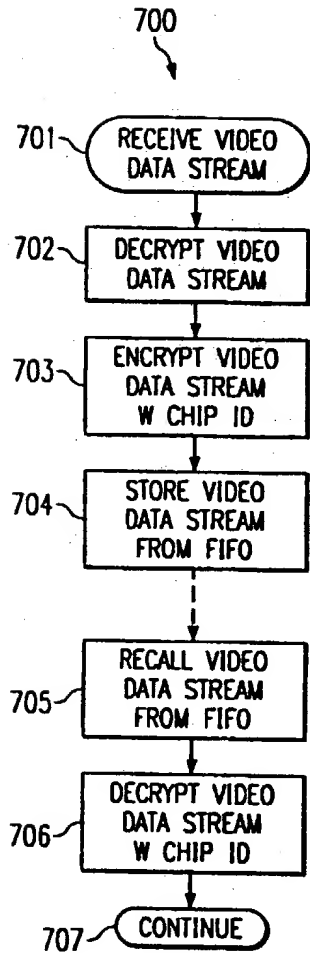 700
701
RECEIVE VIDEO
DATA STREAM
702
DECRYPT VIDEO
DATA STREAM
703
ENCRYPT VIDEO
DATA STREAM
W CHIP ID
704
STORE VIDEO
DATA STREAM
FROM FIFO
705
RECALL VIDEO
DATA STREAM
FROM FIFO
706
DECRYPT VIDEO
DATA STREAM
W CHIP ID
707
CONTINUE